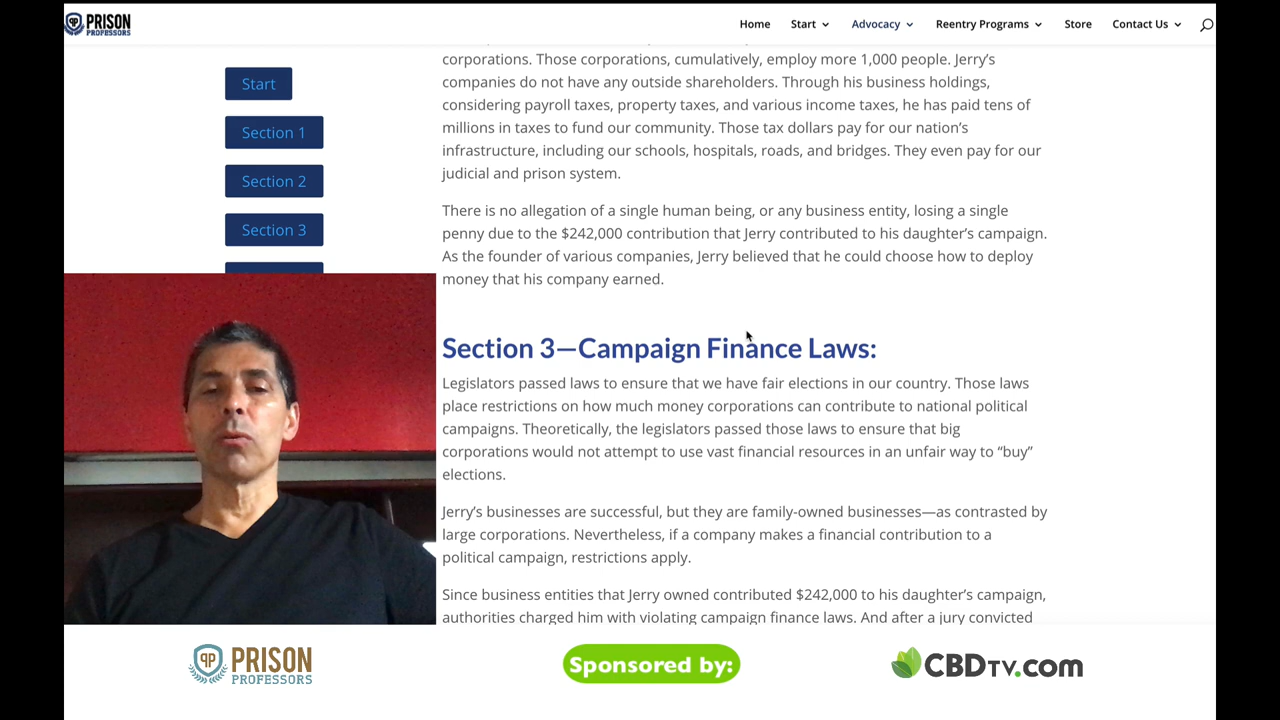 PRISON
PROFESSORS
Home
Start
Advocacy
Reentry Programs
Store
Contact Us
Start
Section 1
Section 2
Section 3
corporations. Those corporations, cumulatively, employ more 1,000 people. Jerry’s
companies do not have any outside shareholders. Through his business holdings,
considering payroll taxes, property taxes, and various income taxes, he has paid tens of
millions in taxes to fund our community. Those tax dollars pay for our nation’s
infrastructure, including our schools, hospitals, roads, and bridges. They even pay for our
judicial and prison system.
There is no allegation of a single human being, or any business entity, losing a single
penny due to the $242,000 contribution that Jerry contributed to his daughter’s campaign.
As the founder of various companies, Jerry believed that he could choose how to deploy
money that his company earned.
Section 3—Campaign Finance Laws:
Legislators passed laws to ensure that we have fair elections in our country. Those laws
place restrictions on how much money corporations can contribute to national political
campaigns. Theoretically, the legislators passed those laws to ensure that big
corporations would not attempt to use vast financial resources in an unfair way to “buy”
elections.
Jerry’s businesses are successful, but they are family-owned businesses—as contrasted by
large corporations. Nevertheless, if a company makes a financial contribution to a
political campaign, restrictions apply.
Since business entities that Jerry owned contributed $242,000 to his daughter’s campaign,
authorities charged him with violating campaign finance laws. And after a jury convicted
PP
PRISON
PROFESSORS
Sponsored by:
CBDTV.com